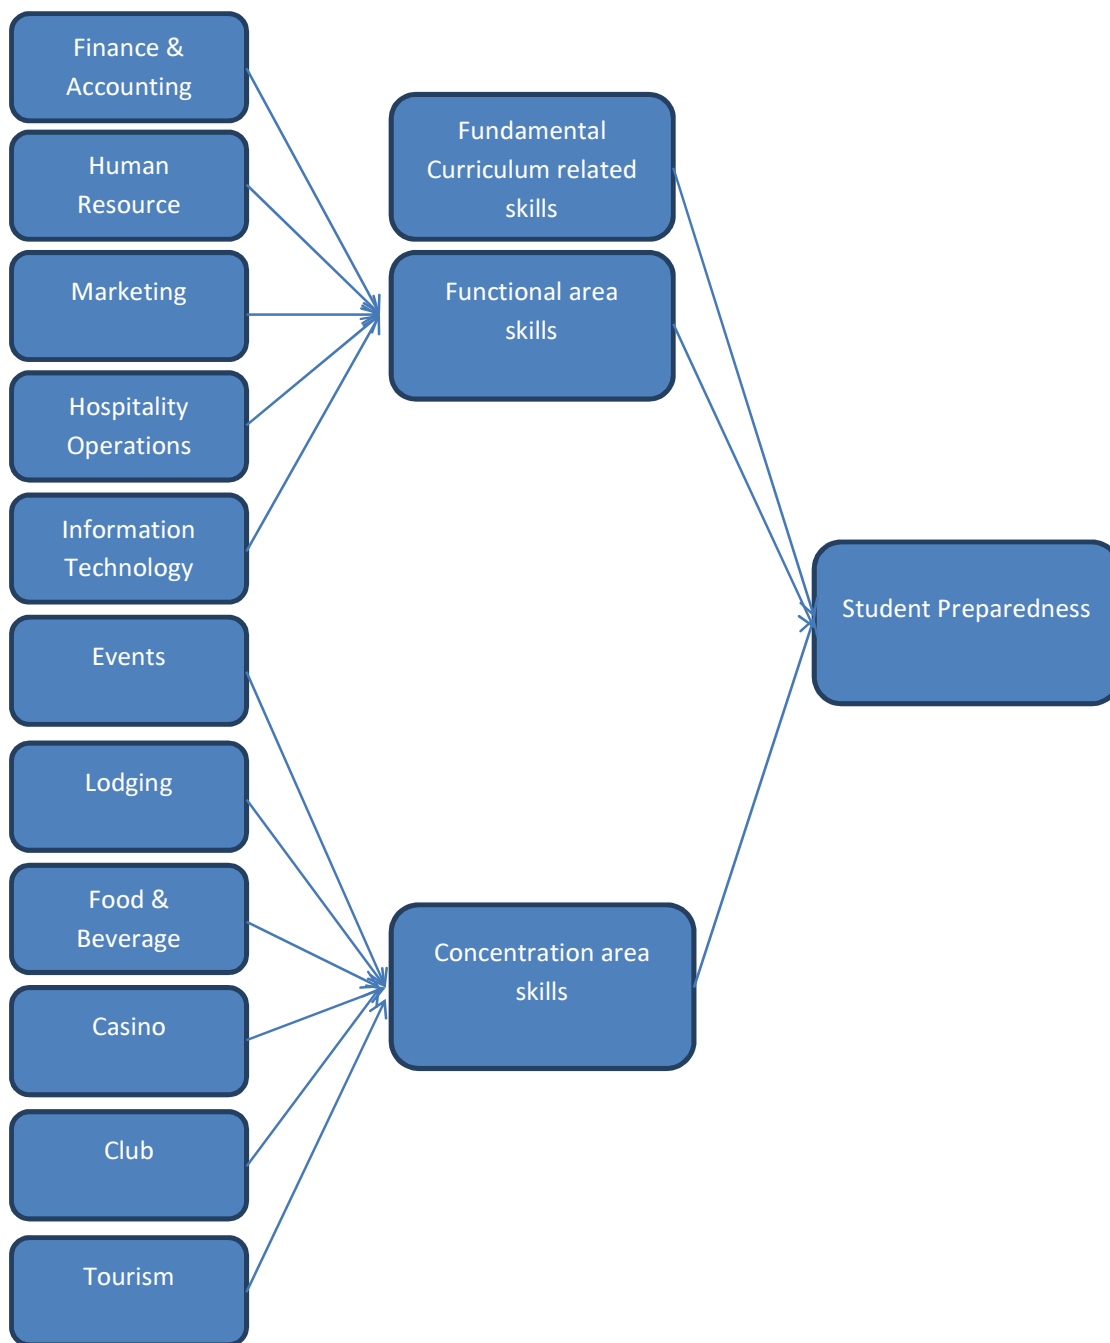 Finance &
Accounting
Human
Resource
Marketing
Hospitality
Operations
Information
Technology
Events
Lodging
Food &
Beverage
Casino
Club
Tourism
Fundamental
Curriculum related
skills
Functional area
skills
Concentration area
skills
Student Preparedness